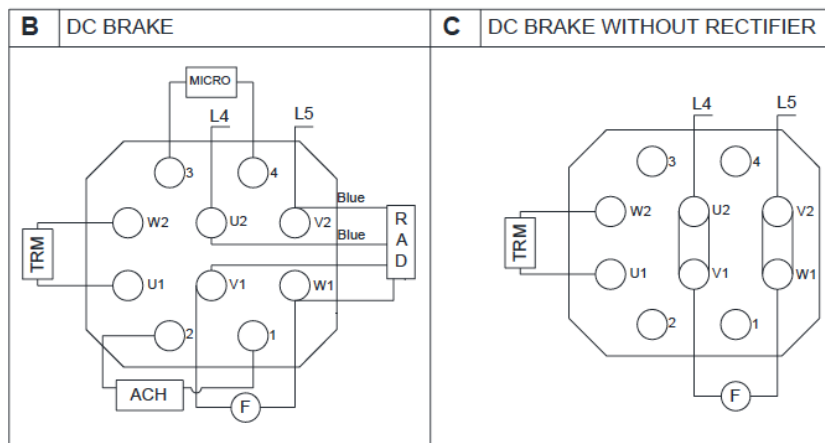 B DC BRAKE
MICRO
L4 L5
3 4
Blue
W2 U2 V2
Blue
RAD
TRM
U1 V1 W1
2 1
ACH
F
C DC BRAKE WITHOUT RECTIFIER
L4 L5
3 4
W2 U2 V2
TRM
U1 V1 W1
2 1
F